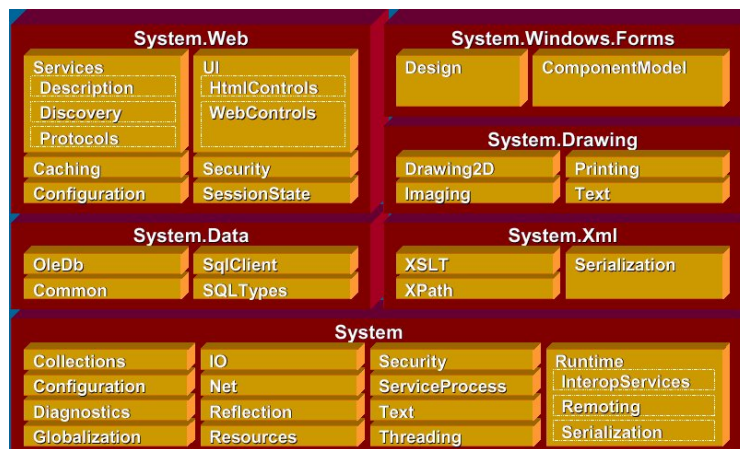 System.Web
Services
Description
Discovery
Protocols
UI
HtmlControls
WebControls
Caching
Security
Configuration
SessionState
System.Windows.Forms
Design
ComponentModel
System.Drawing
Drawing2D
Printing
Imaging
Text
System.Data
OleDb
SqlClient
Common
SQLTypes
System.Xml
XSLT
Serialization
XPath
System
Collections
IO
Security
Runtime
Configuration
Net
ServiceProcess
InteropServices
Diagnostics
Reflection
Text
Remoting
Globalization
Resources
Threading
Serialization